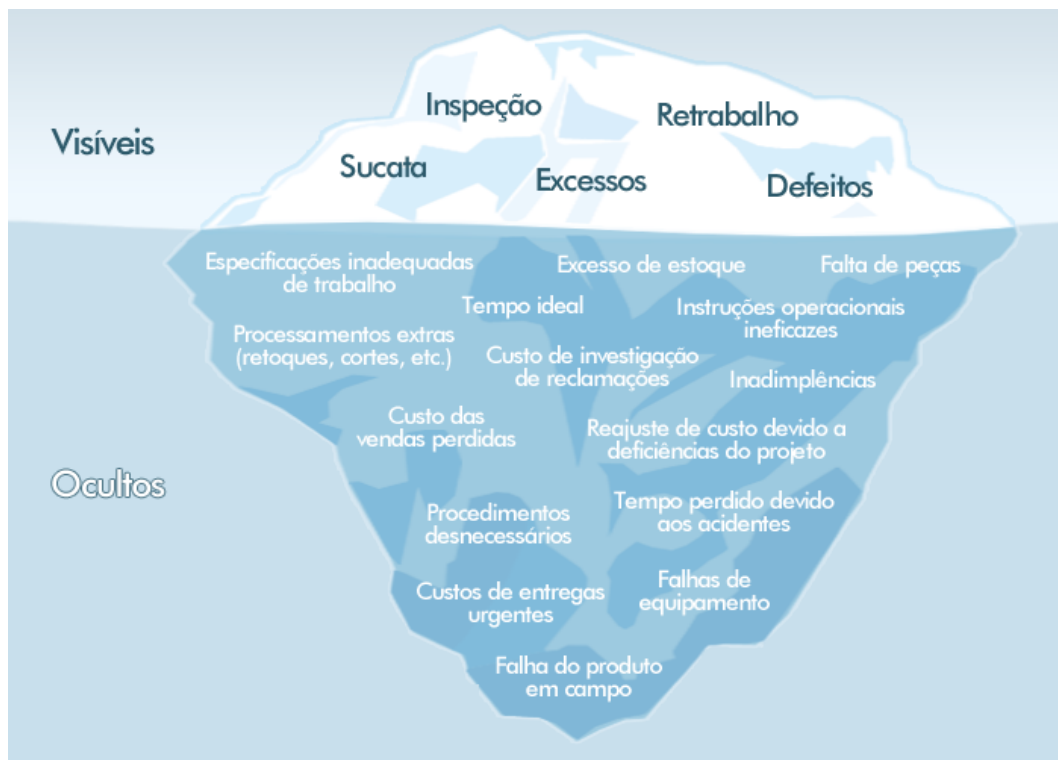 Visíveis
Inspeção
Retrabalho
Sucata
Excessos
Defeitos
Especificações inadequadas
de trabalho
Excesso de estoque
Falta de peças
Tempo ideal
Instruções operacionais
ineficazes
Processamentos extras
(retoques, cortes, etc.)
Custo de investigação
de reclamações
Inadimplências
Custo das
vendas perdidas
Reajuste de custo devido a
deficiências do projeto
Ocultos
Procedimentos
desnecessários
Tempo perdido devido
aos acidentes
Custos de entregas
urgentes
Falhas de
equipamento
Falha do produto
em campo